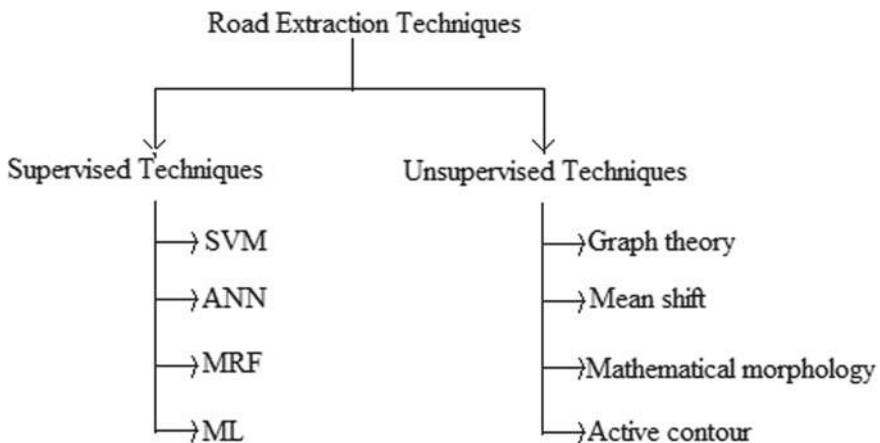 Road Extraction Techniques
Supervised Techniques
SVM
ANN
MRF
ML
Unsupervised Techniques
Graph theory
Mean shift
Mathematical morphology
Active contour